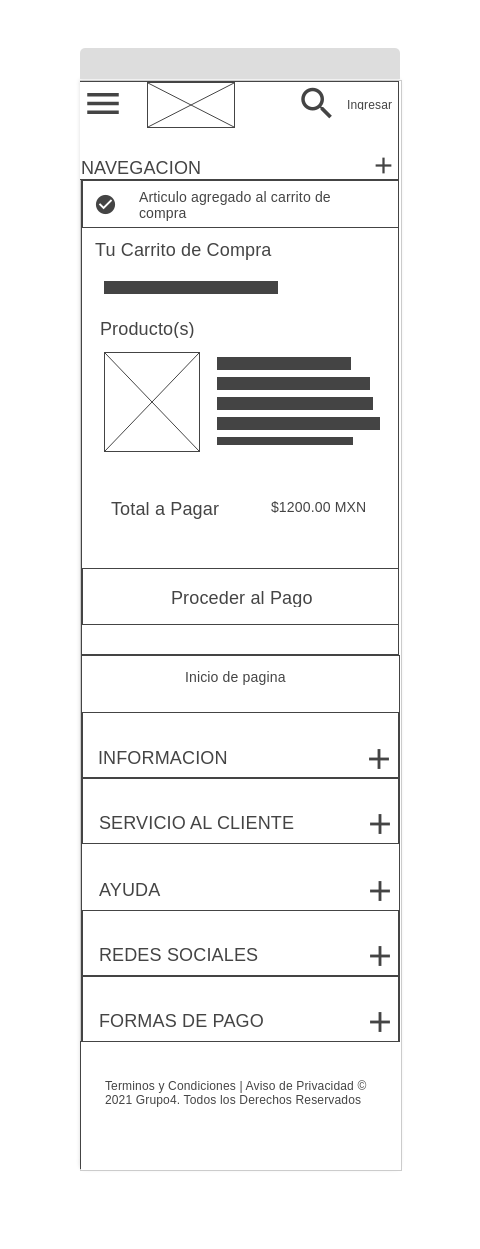 Ingresar
NAVEGACION
Articulo agregado al carrito de
compra
Tu Carrito de Compra
Producto(s)
Total a Pagar
$1200.00 MXN
Proceder al Pago
Inicio de pagina
INFORMACION
SERVICIO AL CLIENTE
AYUDA
REDES SOCIALES
FORMAS DE PAGO
Terminos y Condiciones | Aviso de Privacidad ©
2021 Grupo4. Todos los Derechos Reservados